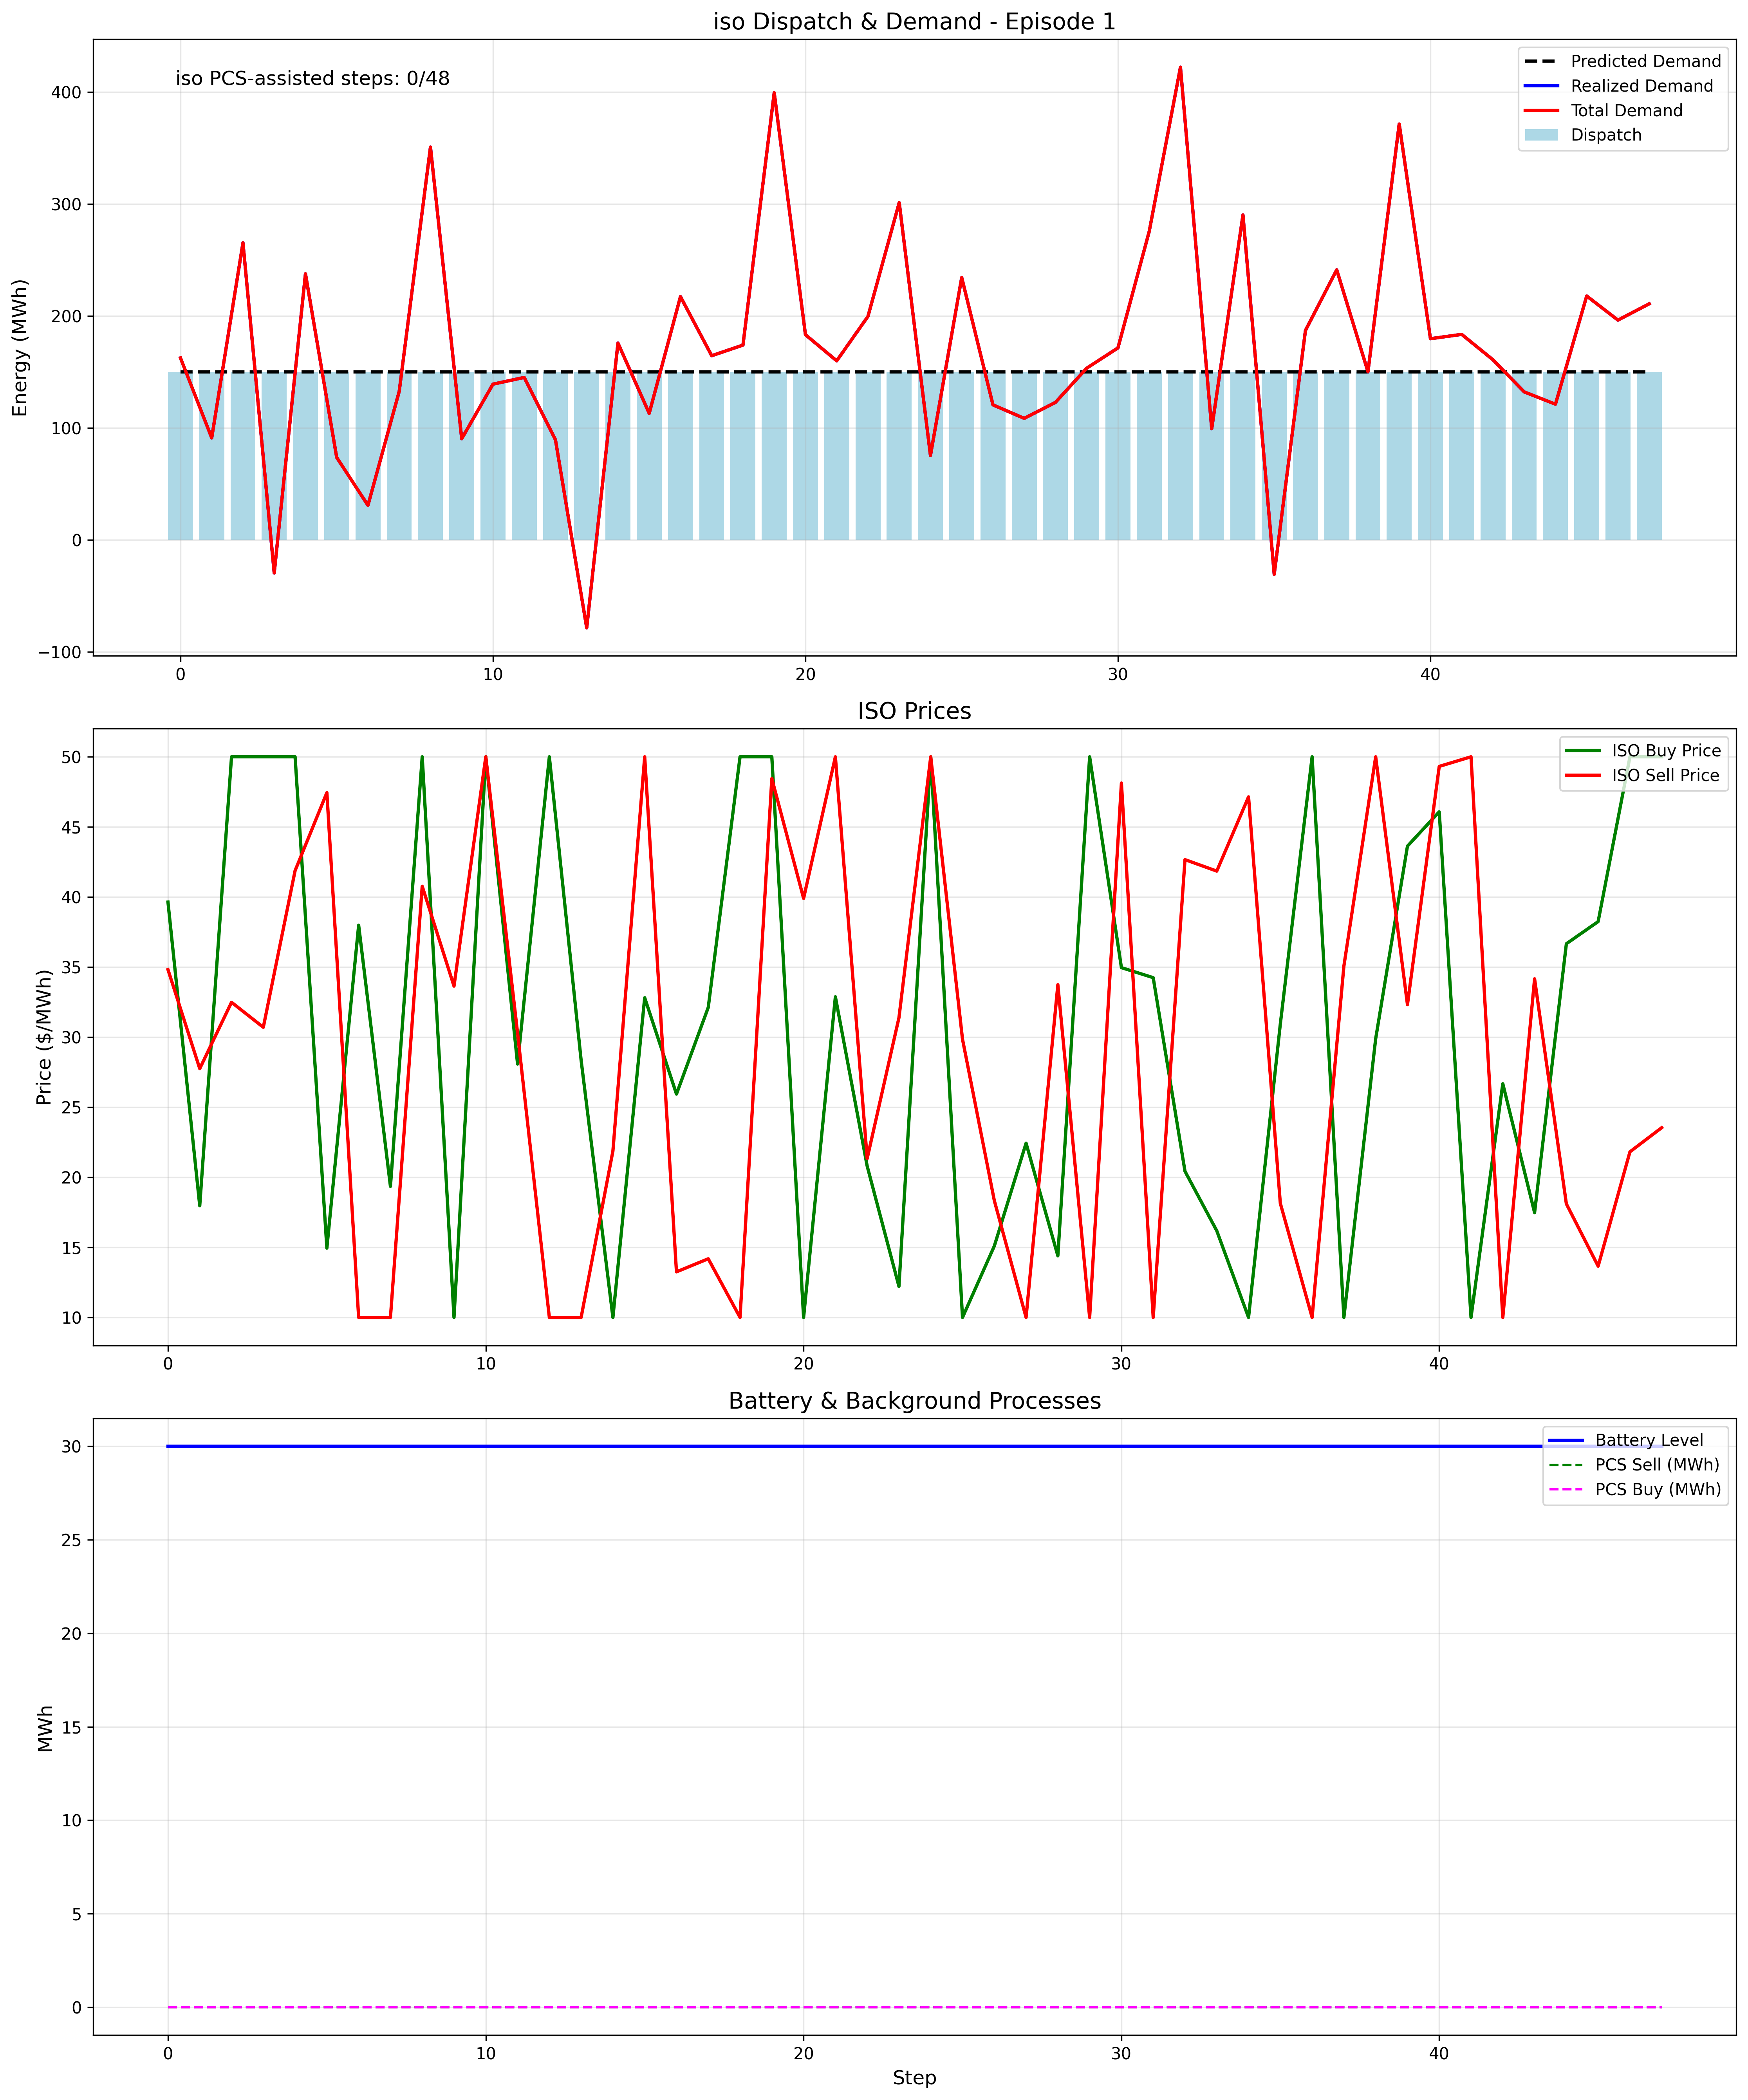 iso Dispatch & Demand - Episode 1
iso PCS-assisted steps: 0/48
Predicted Demand
Realized Demand
Total Demand
Dispatch
Energy (MWh)
400
300
200
100
0
−100
0 10 20 30 40
ISO Prices
ISO Buy Price
ISO Sell Price
Price ($/MWh)
50
45
40
35
30
25
20
15
10
0 10 20 30 40
Battery & Background Processes
Battery Level
PCS Sell (MWh)
PCS Buy (MWh)
MWh
30
25
20
15
10
5
0
0 10 20 30 40
Step